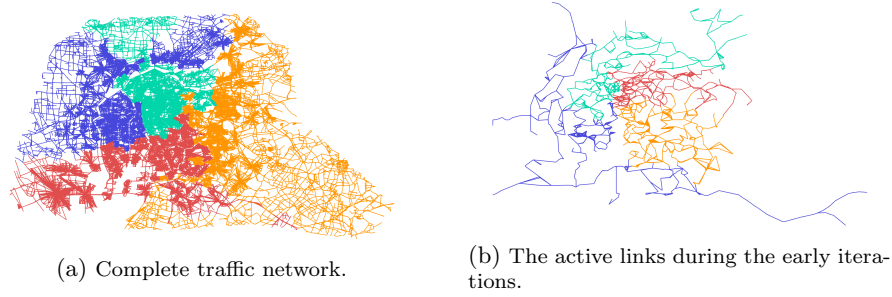 (a) Complete traffic network.
(b) The active links during the early itera-
tions.